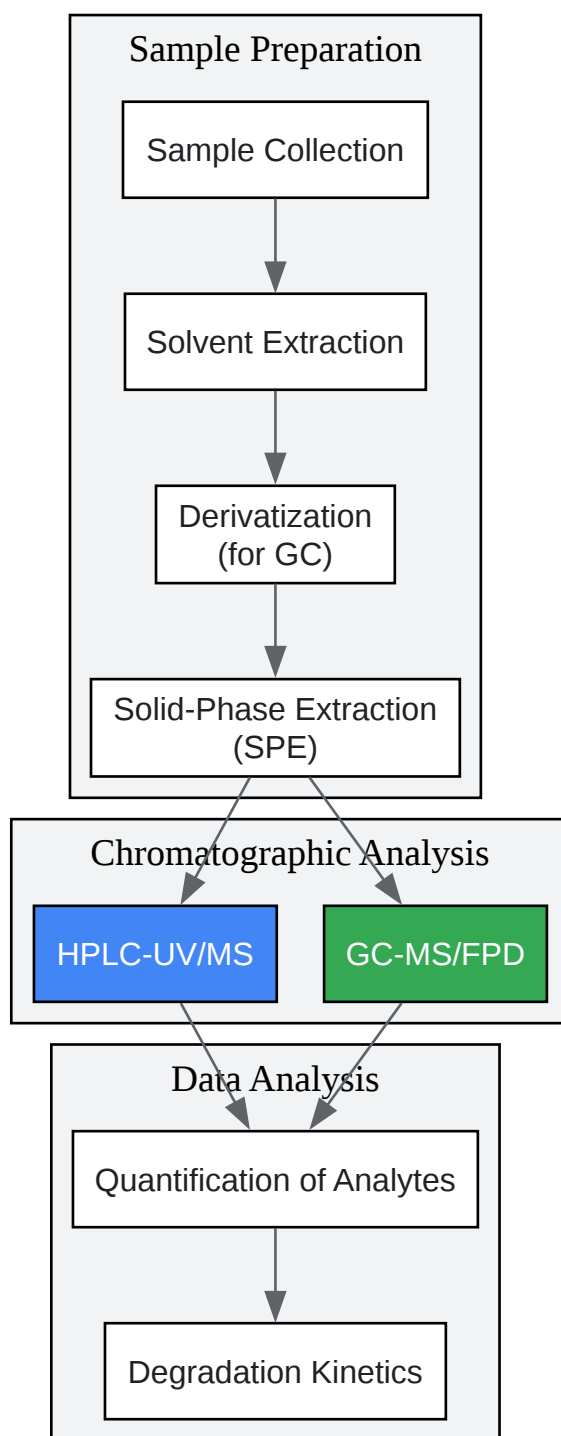 Sample Preparation
Sample Collection
Solvent Extraction
Derivatization
(for GC)
Solid-Phase Extraction
(SPE)
Chromatographic Analysis
HPLC-UV/MS
GC-MS/FPD
Data Analysis
Quantification of Analytes
Degradation Kinetics